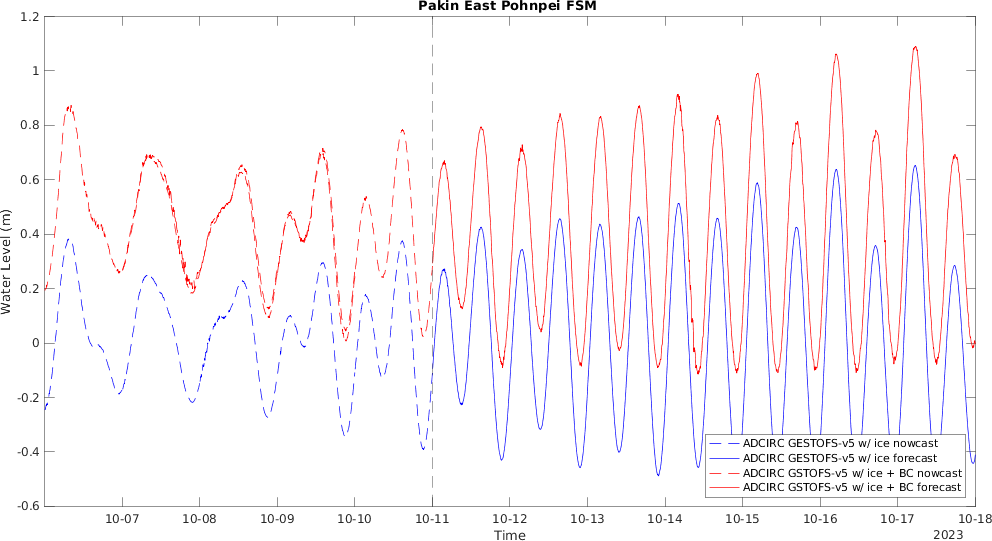 Pakin East Pohnpei FSM
1.2
1
0.8
0.6
0.4
0.2
0
-0.2
-0.4
-0.6
Water Level (m)
ADCIRC GESTOFS-v5 w/ ice nowcast
ADCIRC GESTOFS-v5 w/ ice forecast
ADCIRC GSTOFS-v5 w/ ice + BC nowcast
ADCIRC GSTOFS-v5 w/ ice + BC forecast
10-07 10-08 10-09 10-10 10-11 10-12 10-13 10-14 10-15 10-16 10-17 10-18
Time
2023